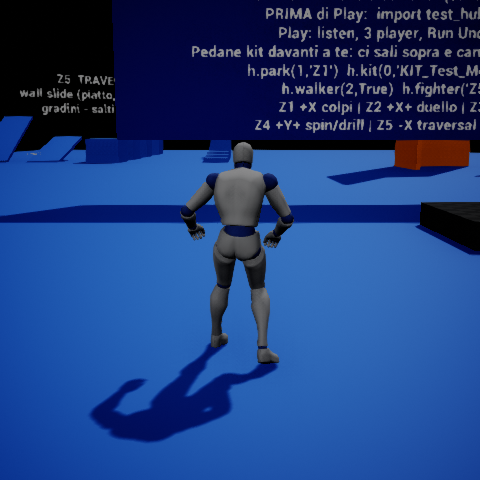 PRIMA di Play: import test_hu
Play: listen, 3 player, Run Un
Pedane kit davanti a te: ci sali sopra e can
h.park(1,'Z1') h.kit(0,'KIT_Test_M
h.walker(2,True) h.fighter('Z
Z1 +X colpi | Z2 +X+ duello | Z
Z4 +Y+ spin/drill | Z5 -X traversal
Z5 TRAVE
wall slide (piatto,
gradini - salti